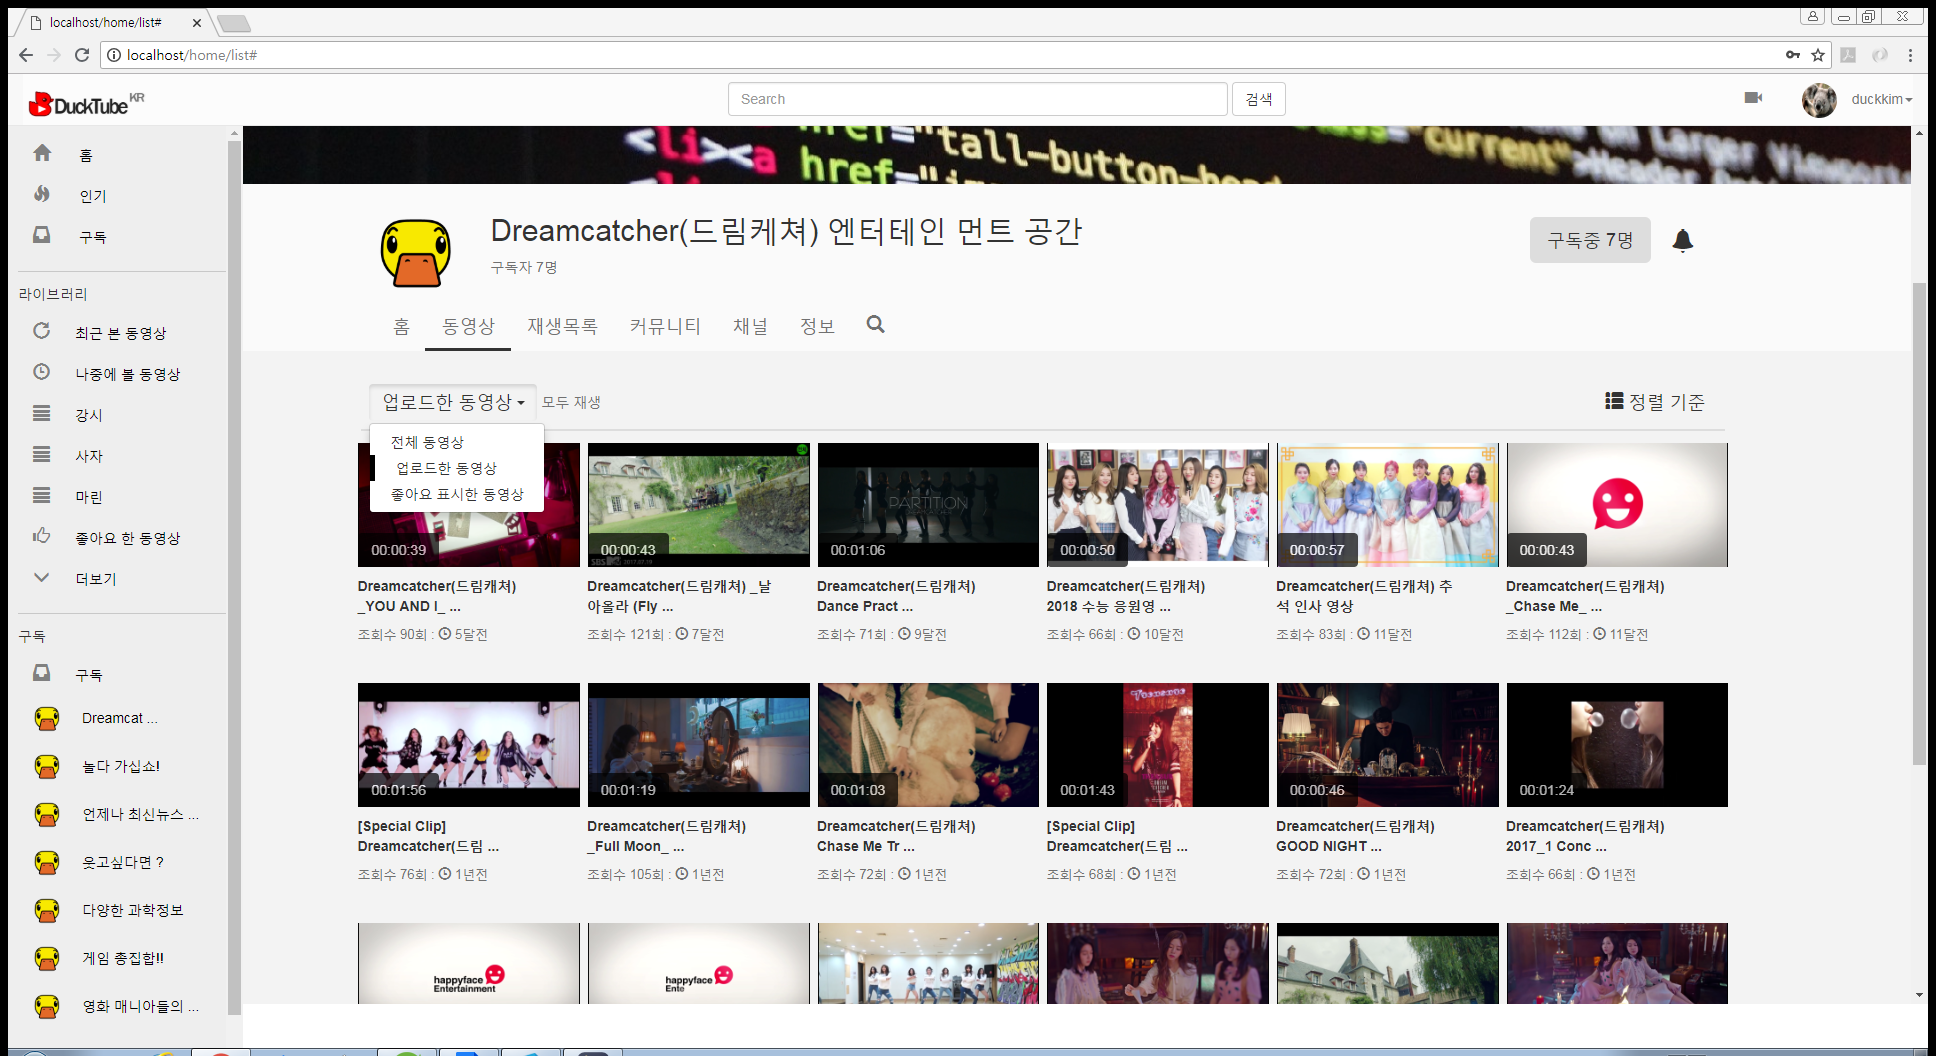 localhost/home/list#
localhost/home/list#
DuckTube KR
Search
검색
duckkim
홈
인기
구독
라이브러리
최근 본 동영상
나중에 볼 동영상
강시
사자
마린
좋아요 한 동영상
더보기
구독
구독
Dreamcat ...
놀다 가십쇼!
언제나 최신뉴스 ...
웃고싶다면 ?
다양한 과학정보
게임 총집합!!
영화 매니아들의 ...
<li><a href="tall-button-head
href="
class="current">Header
on Larger Viewports
Dreamcatcher(드림케쳐) 엔터테인 먼트 공간
구독자 7명
구독중 7명
홈 동영상 재생목록 커뮤니티 채널 정보
업로드한 동영상 모두 재생
정렬 기준
전체 동영상
업로드한 동영상
좋아요 표시한 동영상
PARTITION
00:00:39 00:00:43 00:01:06 00:00:50 00:00:57 00:00:43
Dreamcatcher(드림캐쳐) _YOU AND I_ ...
조회수 90회 : 5달전
Dreamcatcher(드림캐쳐) _날아올라 (Fly ...
조회수 121회 : 7달전
Dreamcatcher(드림캐쳐) Dance Pract ...
조회수 71회 : 9달전
Dreamcatcher(드림캐쳐) 2018 수능 응원영 ...
조회수 66회 : 10달전
Dreamcatcher(드림캐쳐) 추석 인사 영상
조회수 83회 : 11달전
Dreamcatcher(드림캐쳐) _Chase Me_ ...
조회수 112회 : 11달전
00:01:56 00:01:19 00:01:03 00:01:43 00:00:46 00:01:24
[Special Clip] Dreamcatcher(드림 ...
조회수 76회 : 1년전
Dreamcatcher(드림캐쳐) _Full Moon_ ...
조회수 105회 : 1년전
Dreamcatcher(드림캐쳐) Chase Me Tr ...
조회수 72회 : 1년전
[Special Clip] Dreamcatcher(드림 ...
조회수 68회 : 1년전
Dreamcatcher(드림캐쳐) GOOD NIGHT ...
조회수 72회 : 1년전
Dreamcatcher(드림캐쳐) 2017_1 Conc ...
조회수 66회 : 1년전
happyface
Entertainment
happyface
Ente